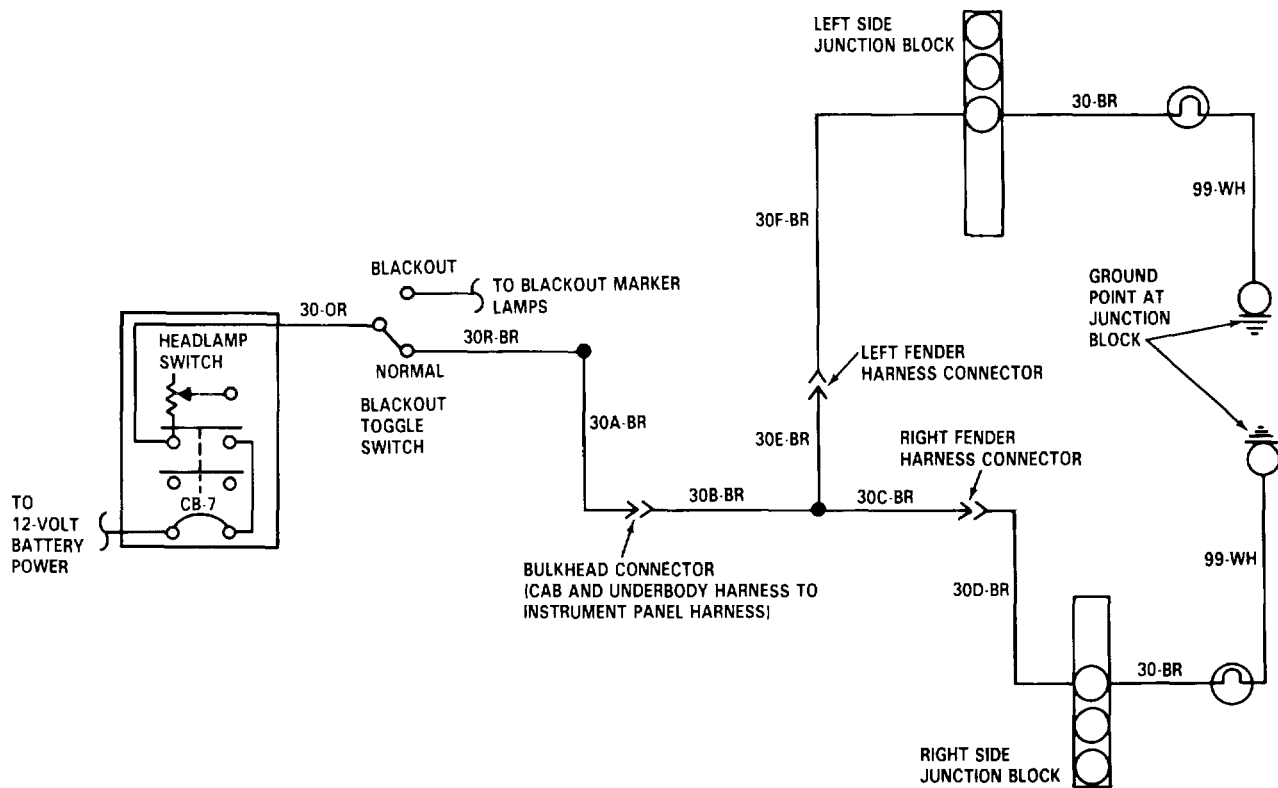 LEFT SIDE
JUNCTION BLOCK
30-BR
99-WH
30F-BR
BLACKOUT
TO BLACKOUT MARKER
LAMPS
GROUND
POINT AT
JUNCTION
BLOCK
30-OR
30R-BR
HEADLAMP
SWITCH
NORMAL
BLACKOUT
TOGGLE
SWITCH
LEFT FENDER
HARNESS CONNECTOR
30A-BR
30E-BR
RIGHT FENDER
HARNESS CONNECTOR
CB-7
TO
12-VOLT
BATTERY
POWER
30B-BR
30C-BR
BULKHEAD CONNECTOR
(CAB AND UNDERBODY HARNESS TO
INSTRUMENT PANEL HARNESS)
30D-BR
99-WH
30-BR
RIGHT SIDE
JUNCTION BLOCK